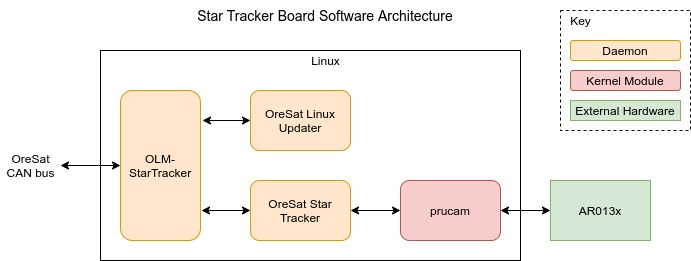 Star Tracker Board Software Architecture
Key
Daemon
Kernel Module
External Hardware
Linux
OreSat
CAN bus
OLM-
StarTracker
OreSat Linux
Updater
OreSat Star
Tracker
prucam
AR013x